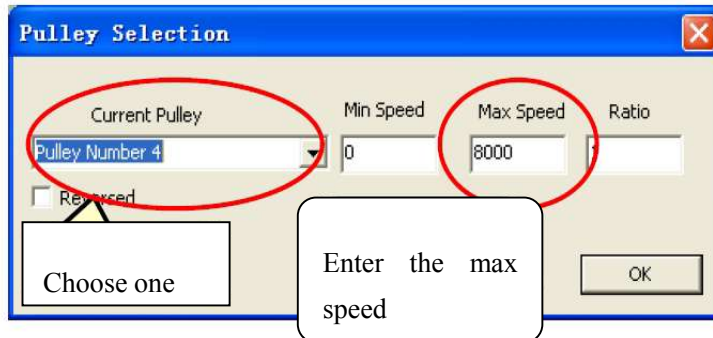 Pulley Selection
Current Pulley Min Speed Max Speed Ratio
Pulley Number 4 0 8000
Reversed
Choose one
Enter the max
speed
OK